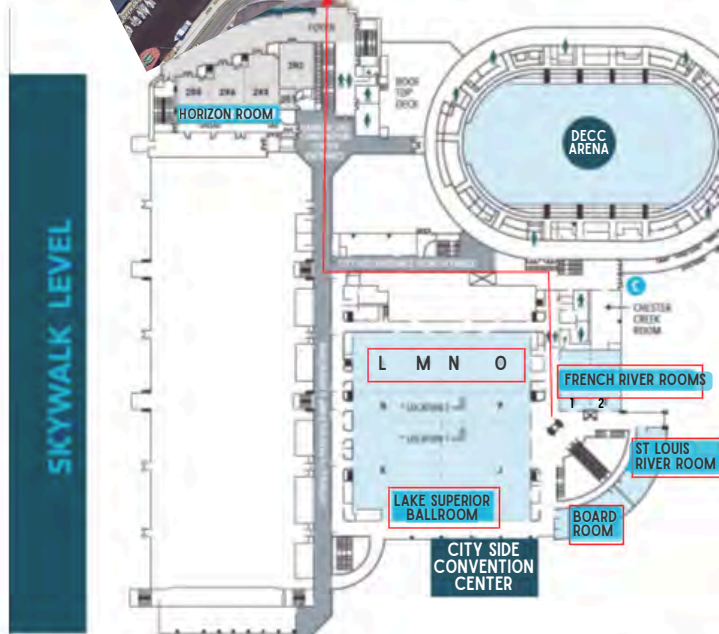 FOYER
ROOF
TOP
DECK
HORIZON ROOM
DECC
ARENA
SKYWALK LEVEL
C
CHESTER
CREEK
ROOM
L M N O
FRENCH RIVER ROOMS
1 2
ST LOUIS
RIVER ROOM
LAKE SUPERIOR
BALLROOM
BOARD
ROOM
CITY SIDE
CONVENTION
CENTER